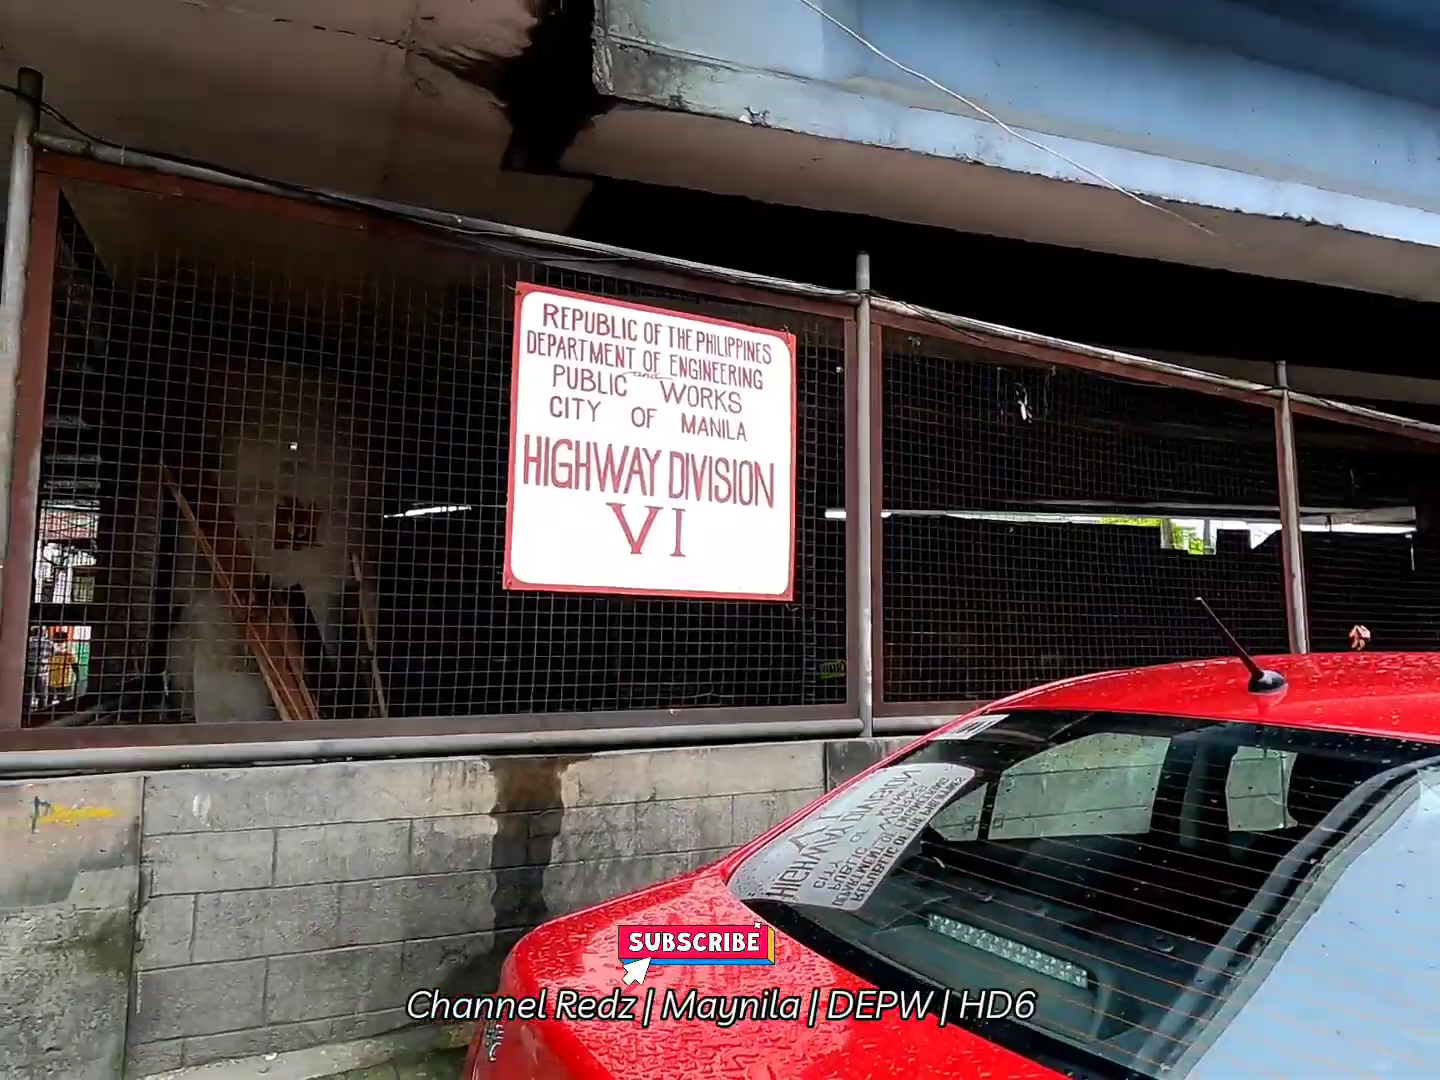 REPUBLIC OF THE PHILIPPINES
DEPARTMENT OF ENGINEERING
and
PUBLIC WORKS
CITY OF MANILA
HIGHWAY DIVISION
VI
SUBSCRIBE
Channel Redz | Maynila | DEPW | HD6